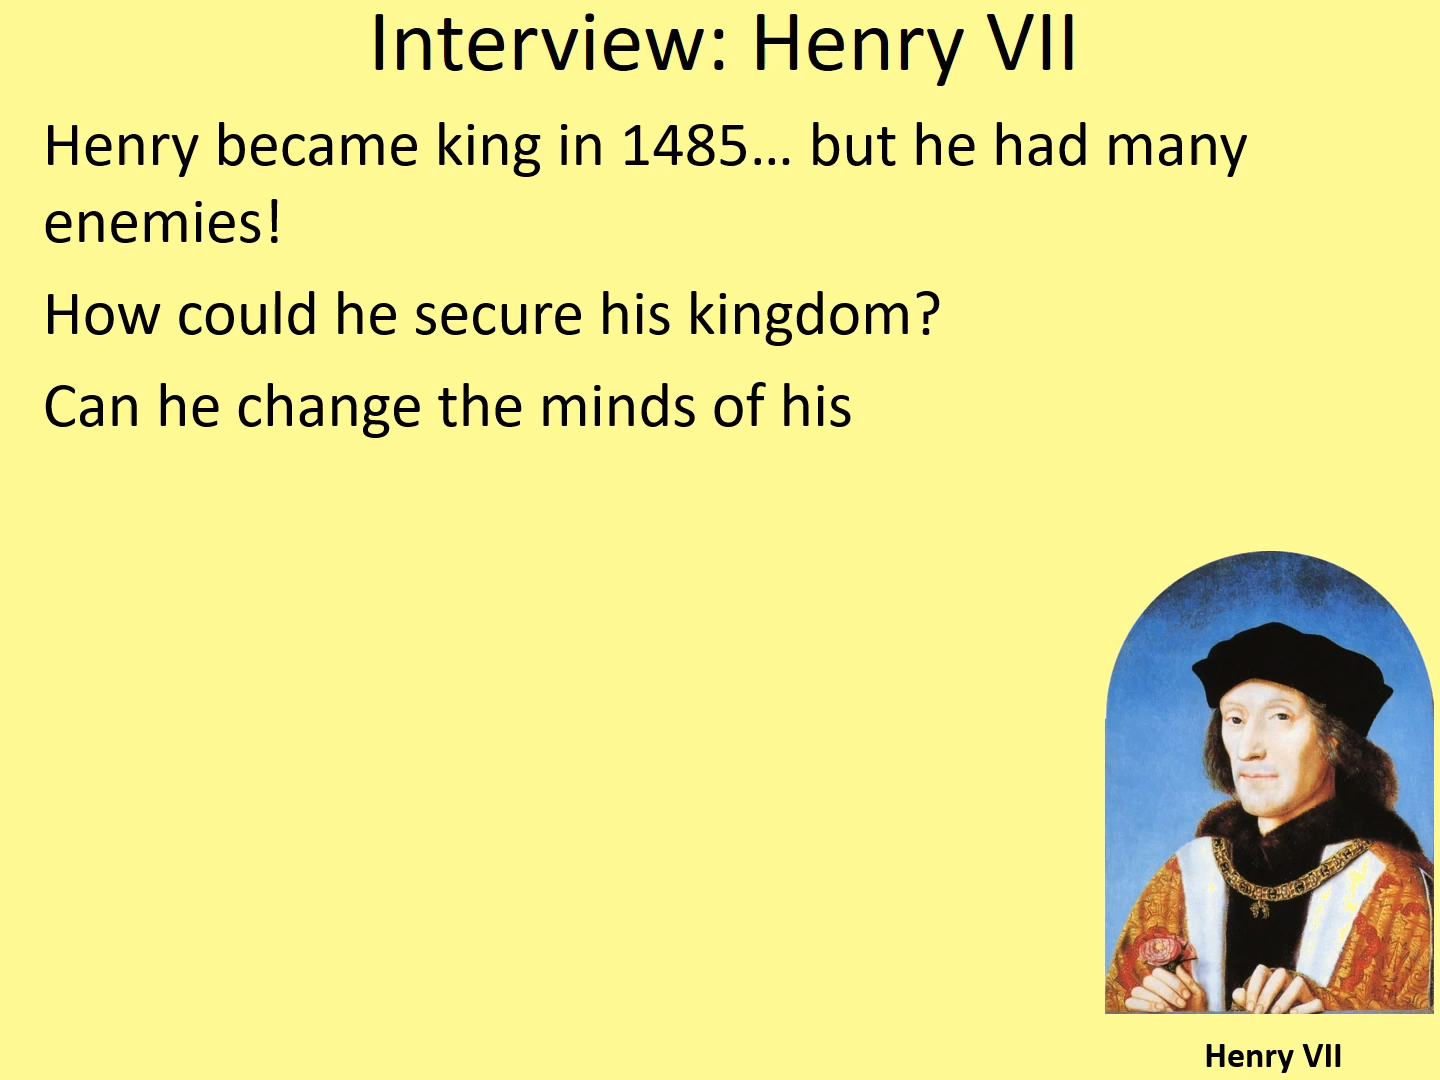 Interview: Henry VII
Henry became king in 1485… but he had many
enemies!
How could he secure his kingdom?
Can he change the minds of his
Henry VII